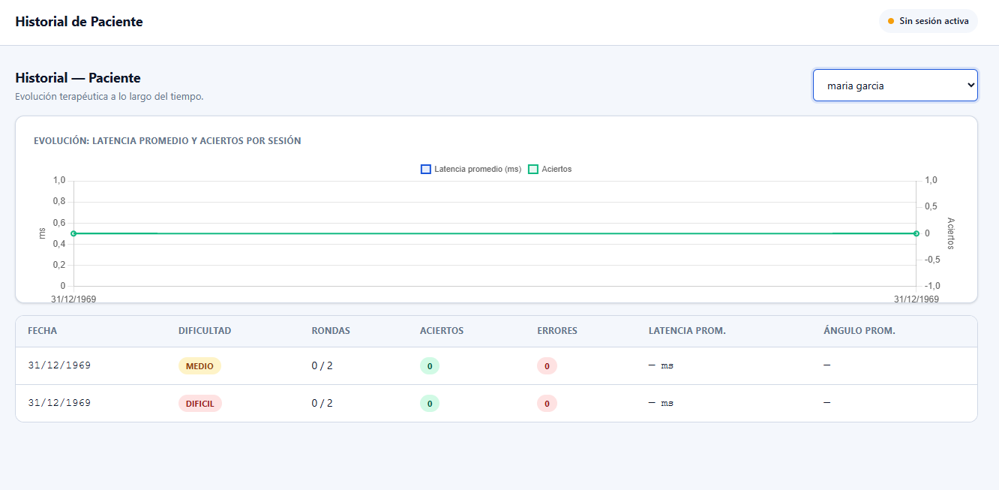 Historial de Paciente
Sin sesión activa
Historial — Paciente
Evolución terapéutica a lo largo del tiempo.
maria garcia
EVOLUCIÓN: LATENCIA PROMEDIO Y ACIERTOS POR SESIÓN
Latencia promedio (ms) Aciertos
1,0
0,8
0,6
0,4
0,2
0
ms
1,0
0,5
0
-0,5
-1,0
Aciertos
31/12/1969 31/12/1969
FECHA DIFICULTAD RONDAS ACIERTOS ERRORES LATENCIA PROM. ÁNGULO PROM.
31/12/1969 MEDIO 0 / 2 0 0 — ms —
31/12/1969 DIFICIL 0 / 2 0 0 — ms —